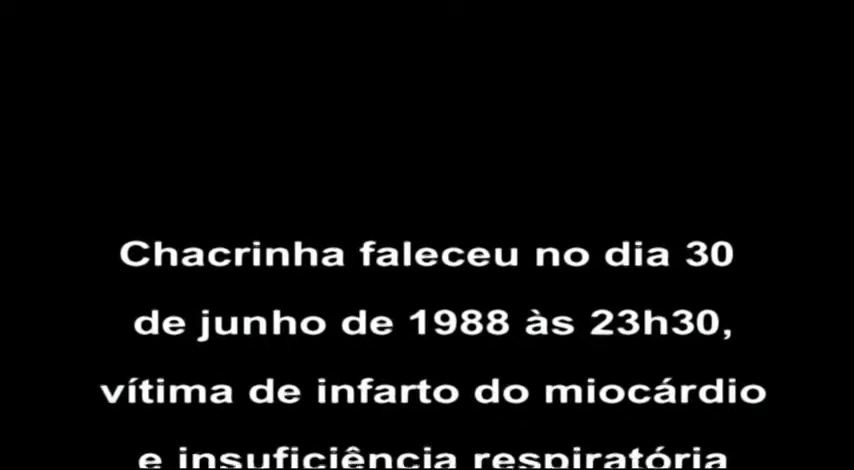 Chacrinha faleceu no dia 30
de junho de 1988 às 23h30,
vítima de infarto do miocárdio
e insuficiência respiratória